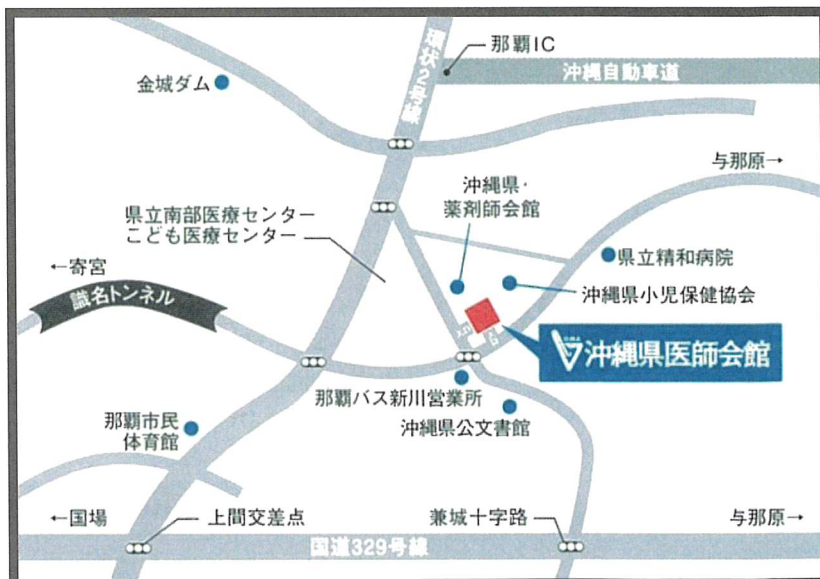 那覇IC
環状2号線
沖縄自動車道
金城ダム
与那原→
沖縄県・
薬剤師会館
県立南部医療センター
こども医療センター
県立精和病院
←寄宮
識名トンネル
沖縄県小児保健協会
沖縄県医師会館
那覇バス新川営業所
那覇市民
体育館
沖縄県公文書館
←国場
上間交差点
兼城十字路
与那原→
国道329号線